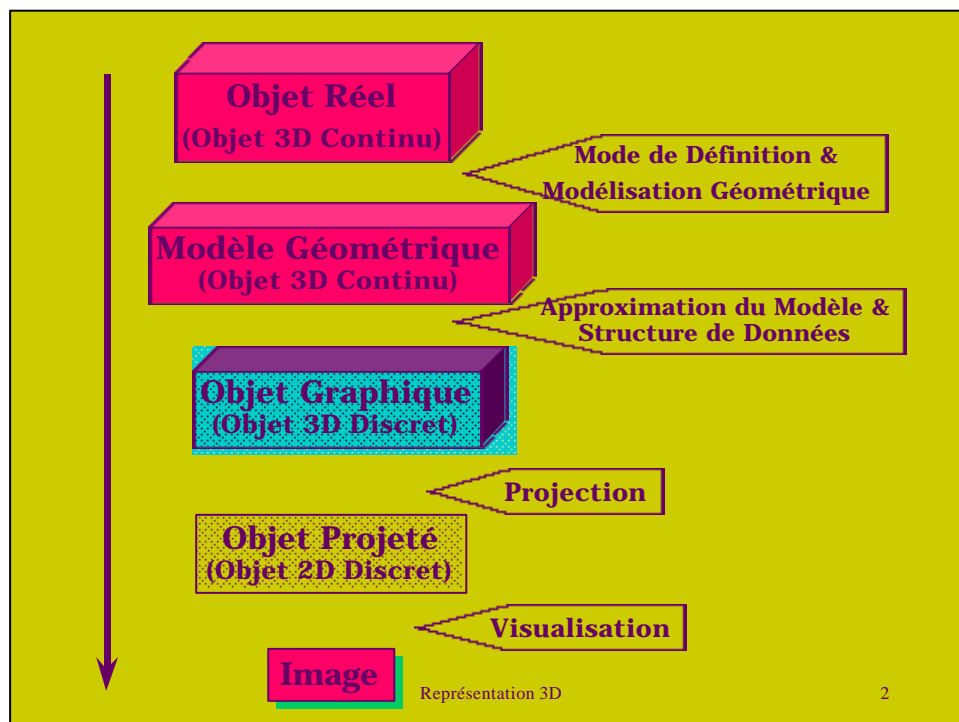 Objet Réel
(Objet 3D Continu)
Mode de Définition &
Modélisation Géométrique
Modèle Géométrique
(Objet 3D Continu)
Approximation du Modèle &
Structure de Données
Objet Graphique
(Objet 3D Discret)
Projection
Objet Projeté
(Objet 2D Discret)
Visualisation
Image
Représentation 3D
2